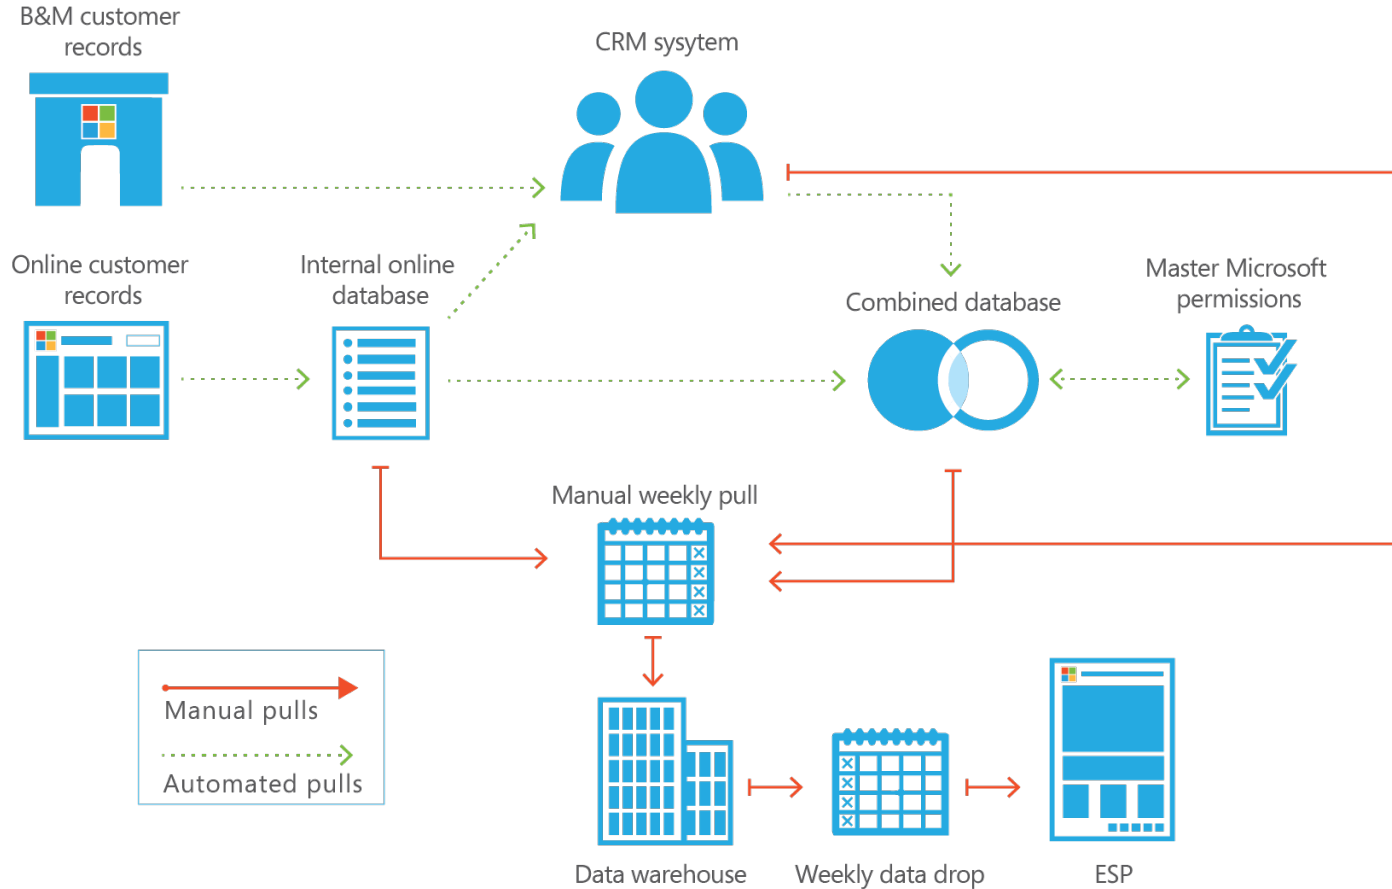 B&M customer
records
CRM sysytem
Online customer
records
Internal online
database
Combined database
Master Microsoft
permissions
Manual weekly pull
Manual pulls
Automated pulls
Data warehouse
Weekly data drop
ESP